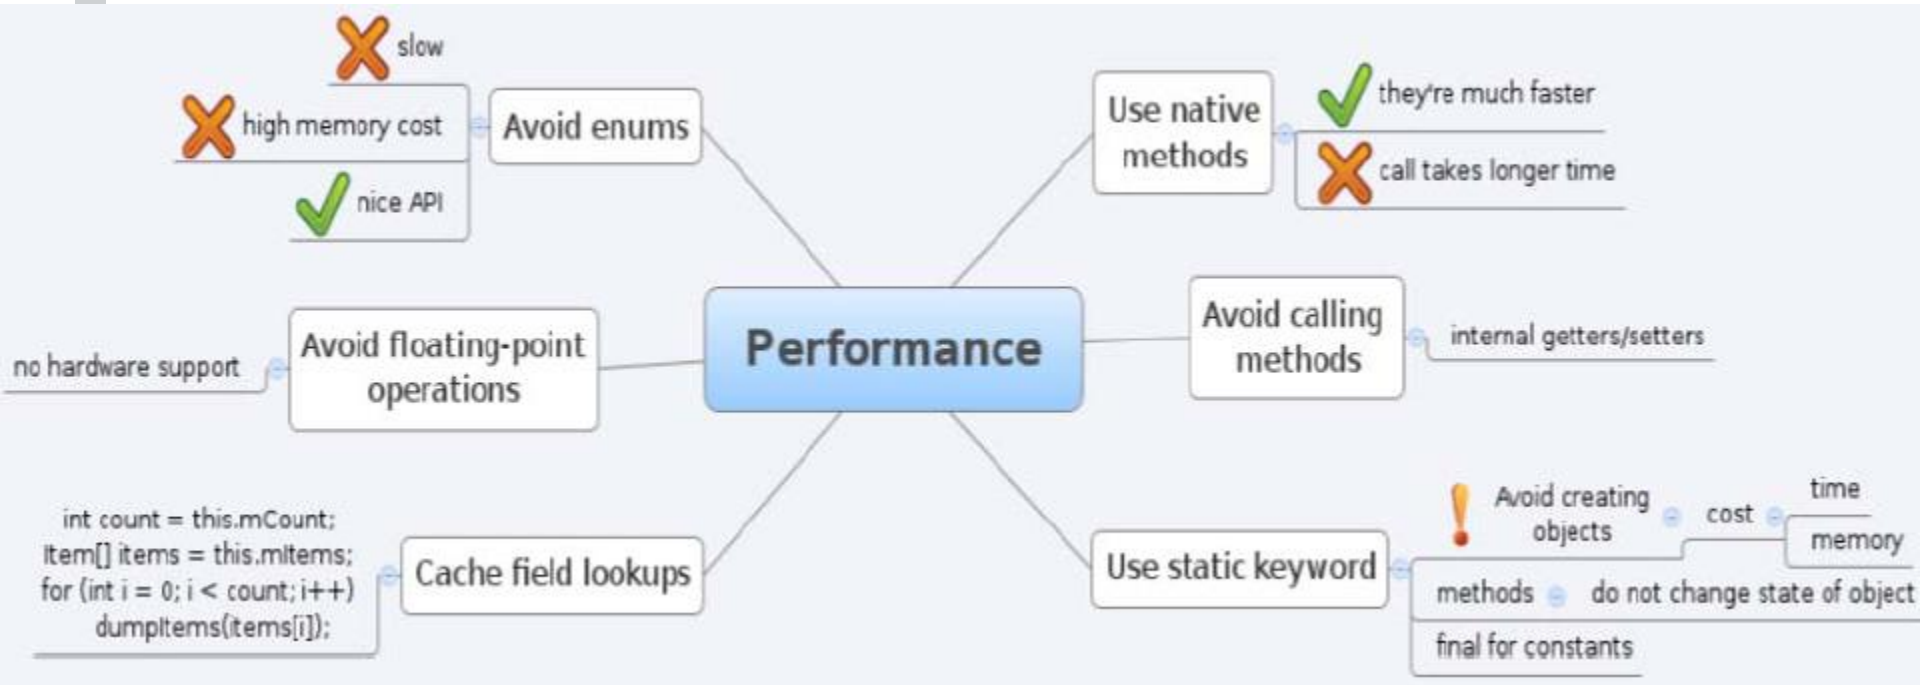 slow
high memory cost
nice API
Avoid enums
Use native
methods
they're much faster
call takes longer time
Performance
Avoid floating-point
operations
no hardware support
Avoid calling
methods
internal getters/setters
Cache field lookups
int count = this.mCount;
Item[] items = this.mItems;
for (int i = 0; i < count; i++)
dumpItems(items[i]);
Use static keyword
Avoid creating
objects
cost
time
memory
methods
do not change state of object
final for constants